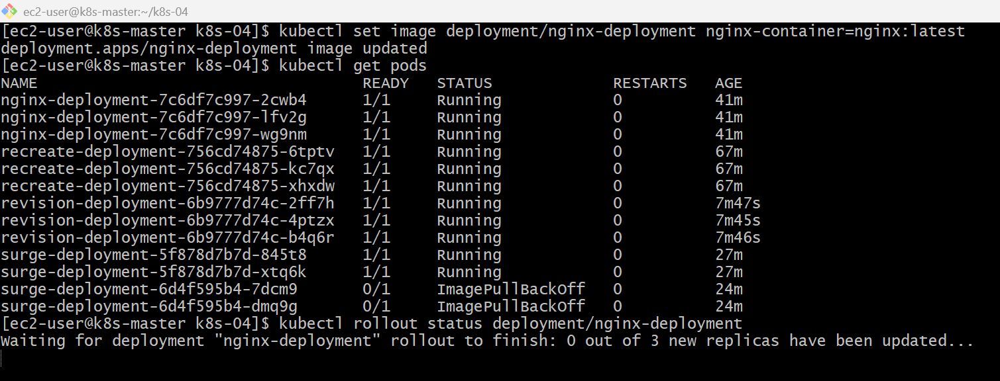 ec2-user@k8s-master:~/k8s-04
[ec2-user@k8s-master k8s-04]$ kubectl set image deployment/nginx-deployment nginx-container=nginx:latest
deployment.apps/nginx-deployment image updated
[ec2-user@k8s-master k8s-04]$ kubectl get pods
NAME                                   READY   STATUS             RESTARTS   AGE
nginx-deployment-7c6df7c997-2cwb4      1/1     Running            0          41m
nginx-deployment-7c6df7c997-lfv2g      1/1     Running            0          41m
nginx-deployment-7c6df7c997-wg9nm      1/1     Running            0          41m
recreate-deployment-756cd74875-6tptv   1/1     Running            0          67m
recreate-deployment-756cd74875-kc7qx   1/1     Running            0          67m
recreate-deployment-756cd74875-xhxdw   1/1     Running            0          67m
revision-deployment-6b9777d74c-2ff7h   1/1     Running            0          7m47s
revision-deployment-6b9777d74c-4ptzx   1/1     Running            0          7m45s
revision-deployment-6b9777d74c-b4q6r   1/1     Running            0          7m46s
surge-deployment-5f878d7b7d-845t8      1/1     Running            0          27m
surge-deployment-5f878d7b7d-xtq6k      1/1     Running            0          27m
surge-deployment-6d4f595b4-7dcm9       0/1     ImagePullBackOff   0          24m
surge-deployment-6d4f595b4-dmq9g       0/1     ImagePullBackOff   0          24m
[ec2-user@k8s-master k8s-04]$ kubectl rollout status deployment/nginx-deployment
Waiting for deployment "nginx-deployment" rollout to finish: 0 out of 3 new replicas have been updated...